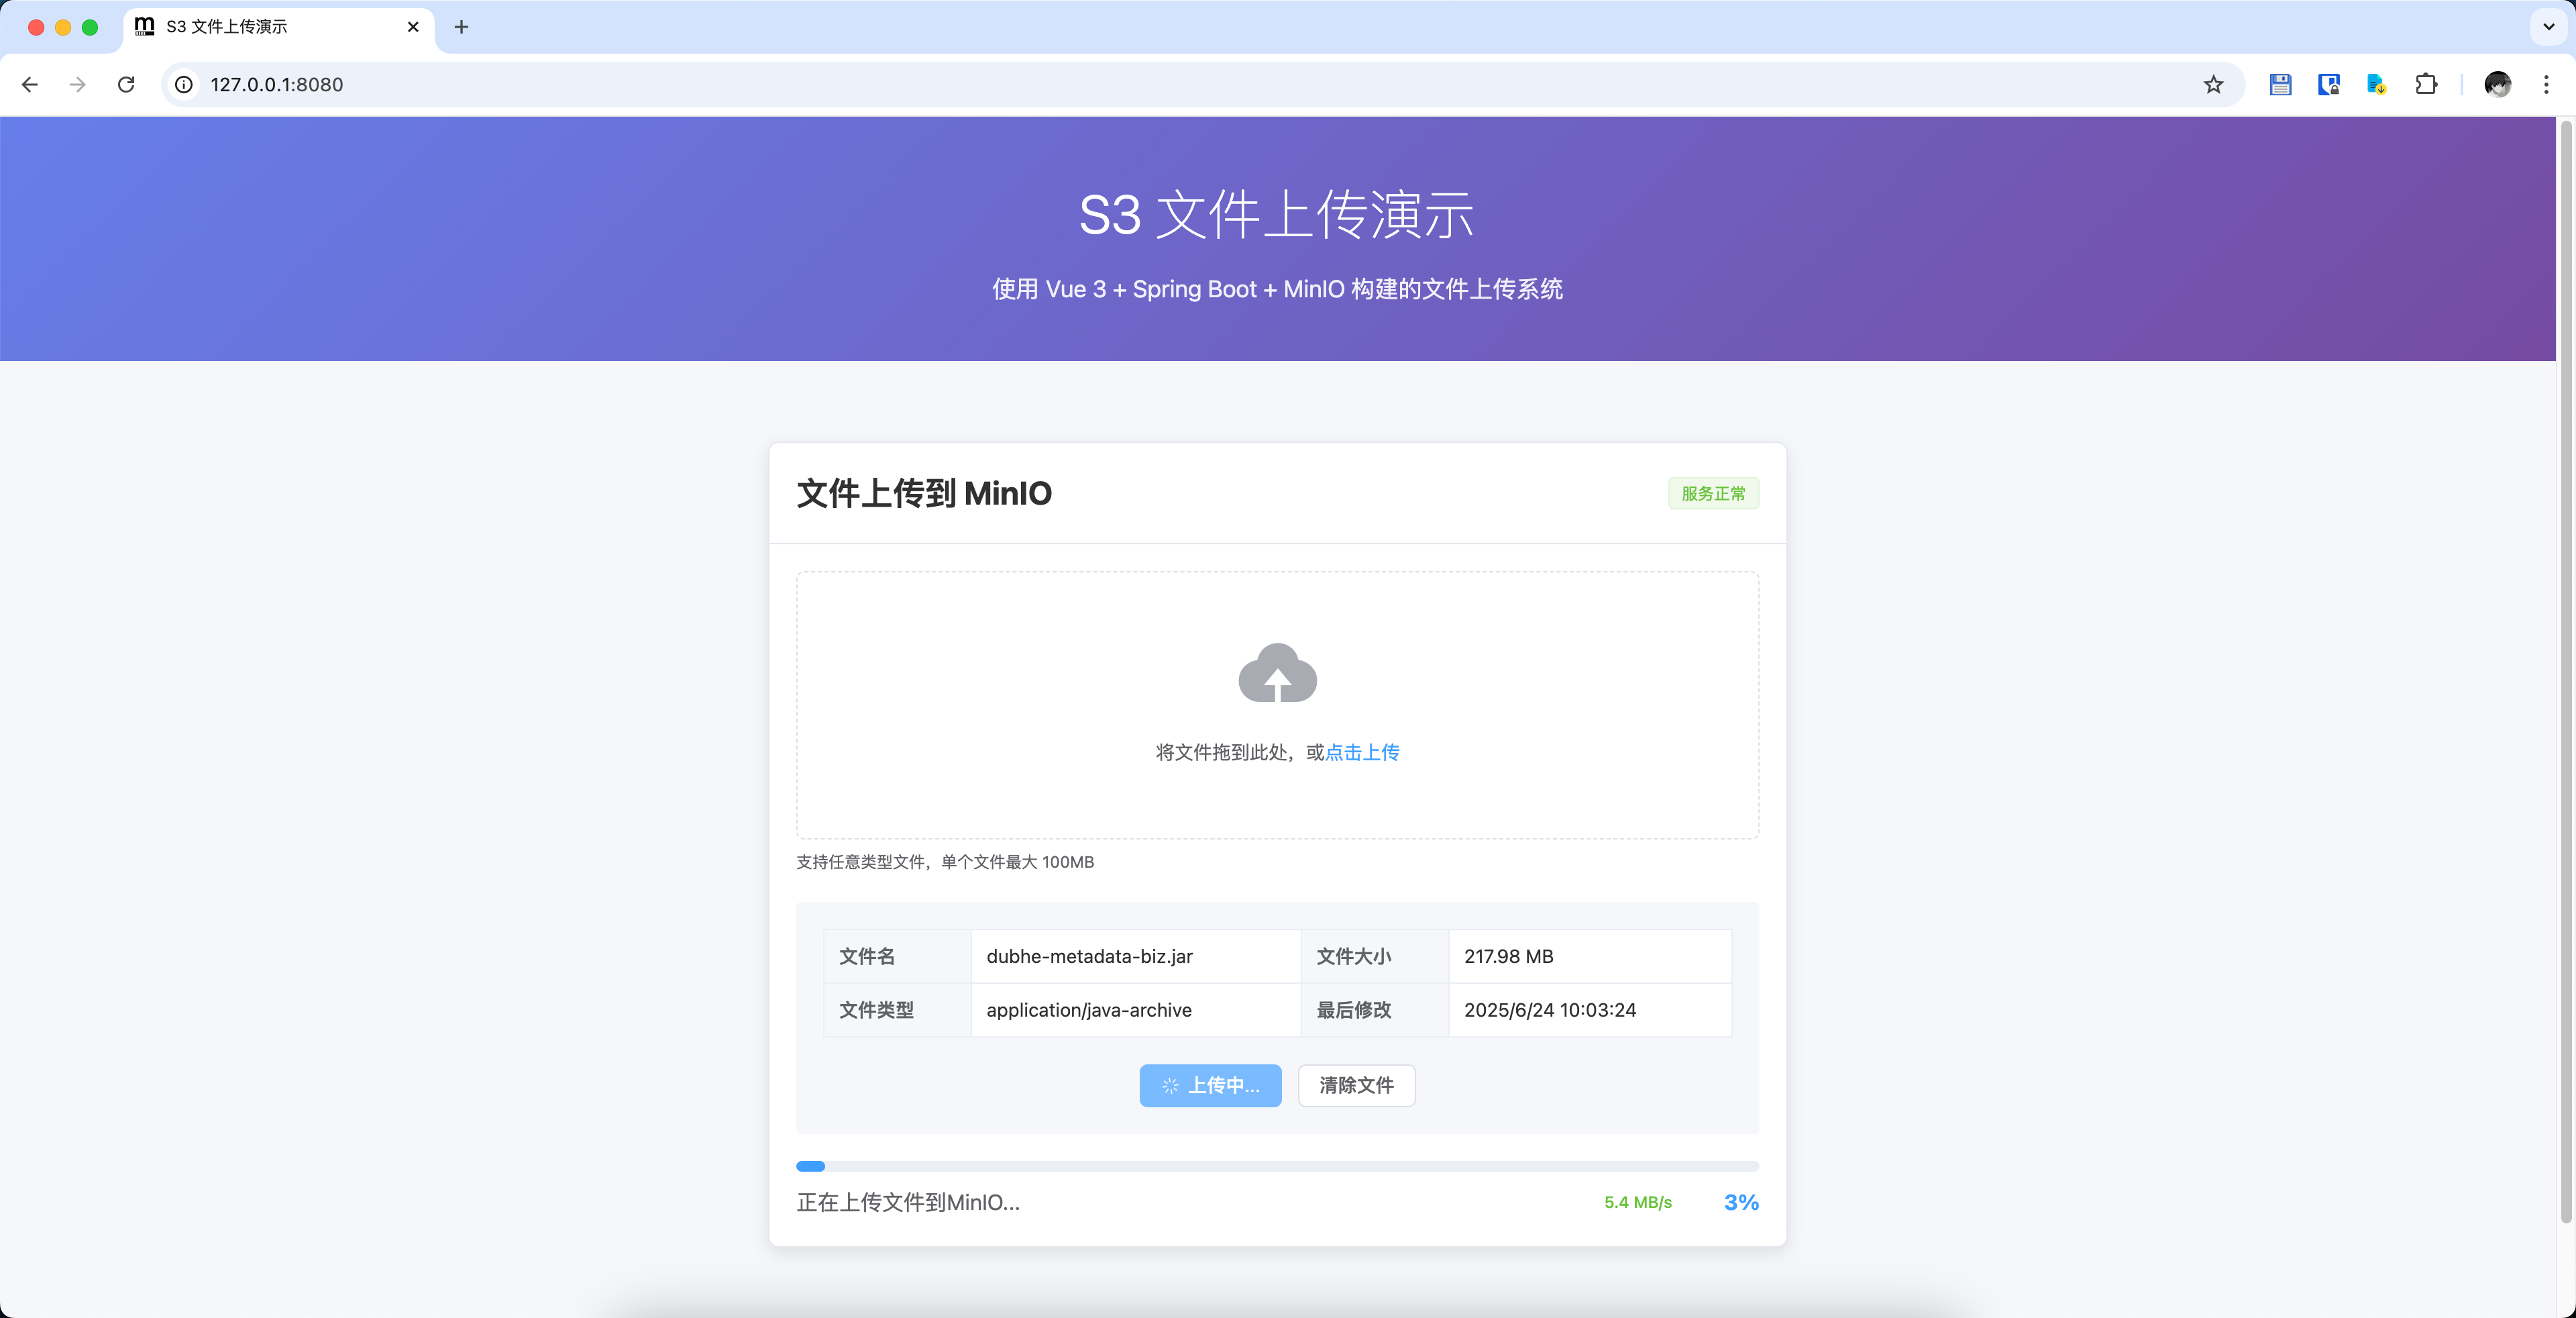 S3 文件上传演示
127.0.0.1:8080
S3 文件上传演示
使用 Vue 3 + Spring Boot + MinIO 构建的文件上传系统
文件上传到 MinIO
服务正常
将文件拖到此处，或点击上传
支持任意类型文件，单个文件最大 100MB
文件名 dubhe-metadata-biz.jar 文件大小 217.98 MB
文件类型 application/java-archive 最后修改 2025/6/24 10:03:24
上传中... 清除文件
正在上传文件到MinIO... 5.4 MB/s 3%